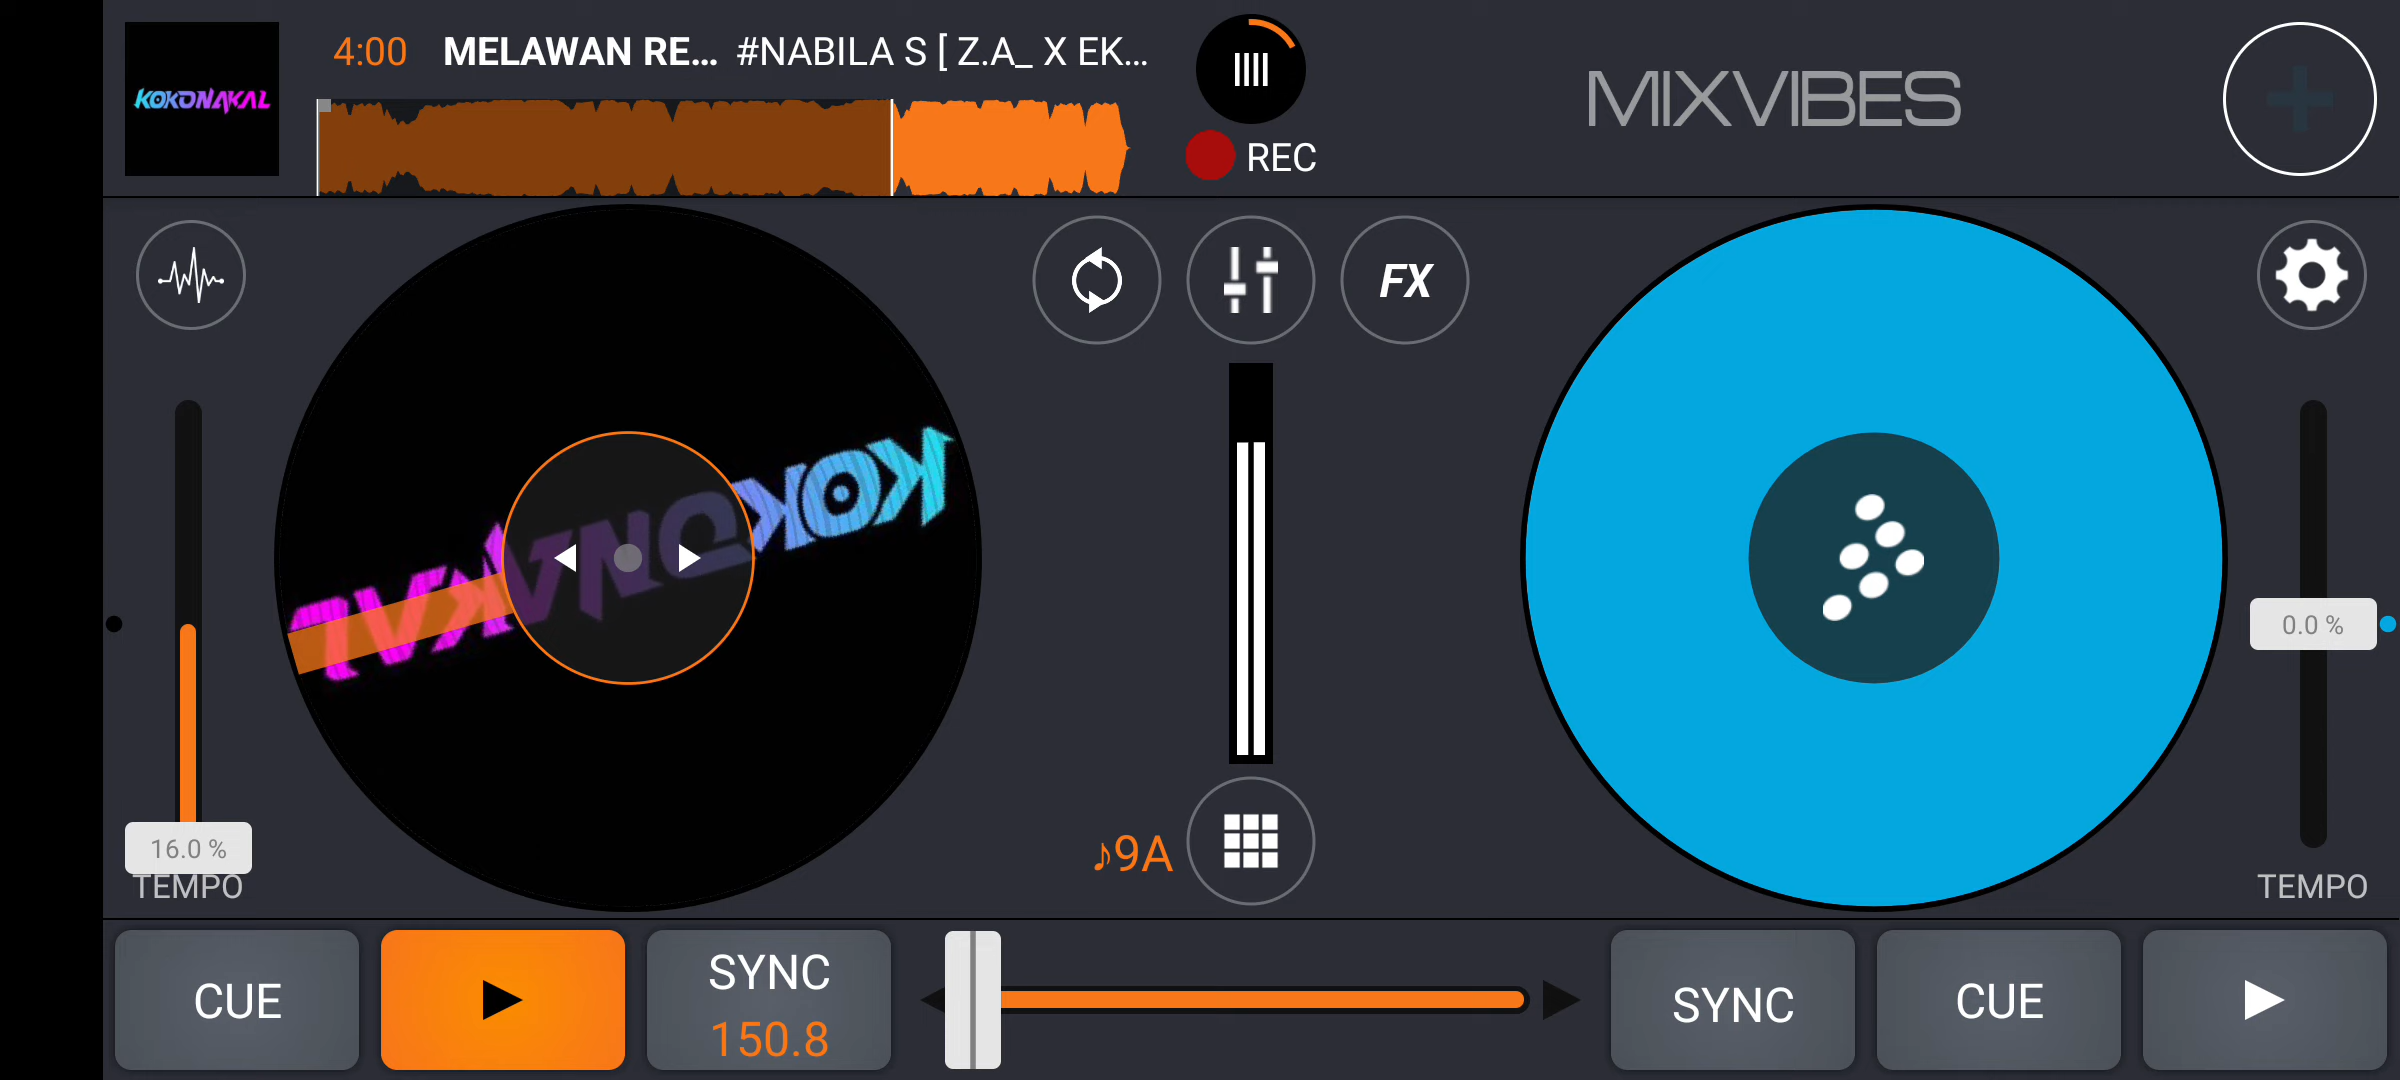 KOKONAKAL
4:00 MELAWAN RE... #NABILA S [ Z.A_ X EK...
REC
MIXVIBES
FX
KOKONAKAL
16.0 %
TEMPO
♪9A
0.0 %
TEMPO
CUE
SYNC
150.8
SYNC
CUE